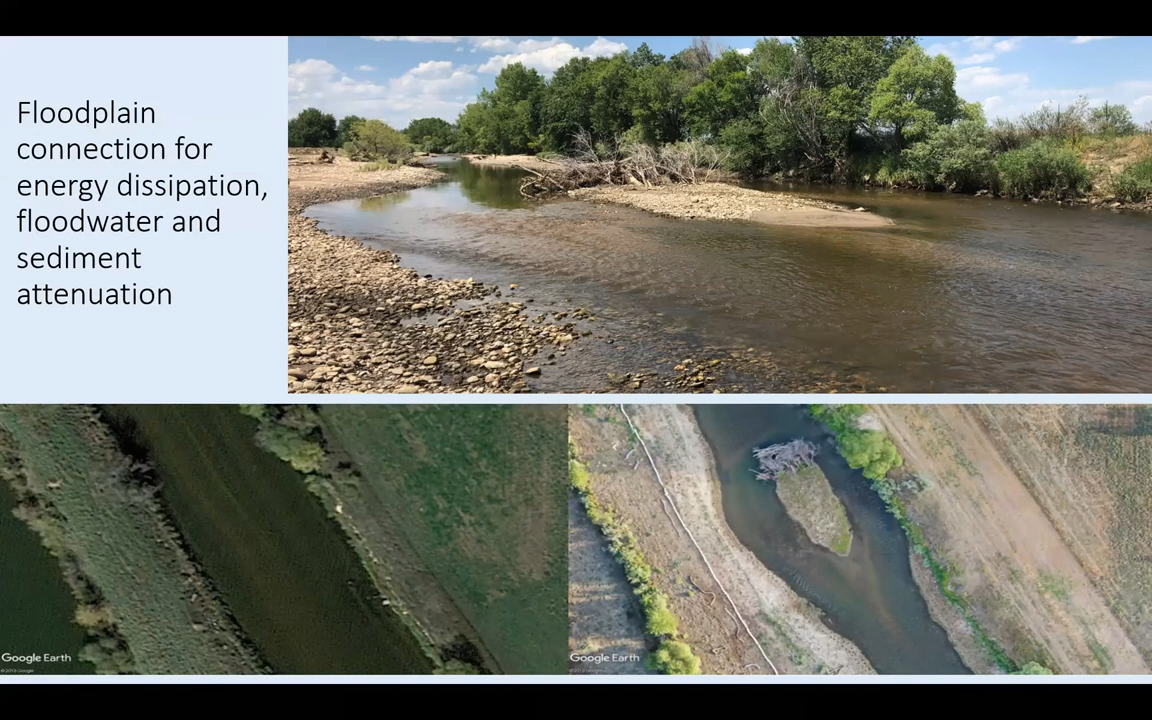 Floodplain
connection for
energy dissipation,
floodwater and
sediment
attenuation
Google Earth
Google Earth